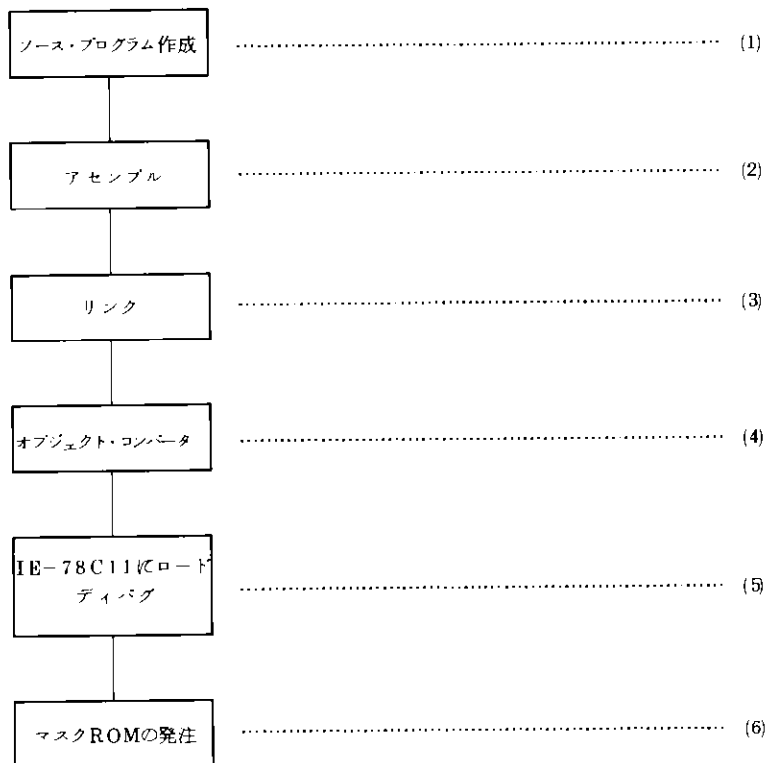 ソース・プログラム作成 (1)
アセンブル (2)
リンク (3)
オブジェクト・コンバータ (4)
IE-78C11にロード
ディバグ (5)
マスクROMの発注 (6)